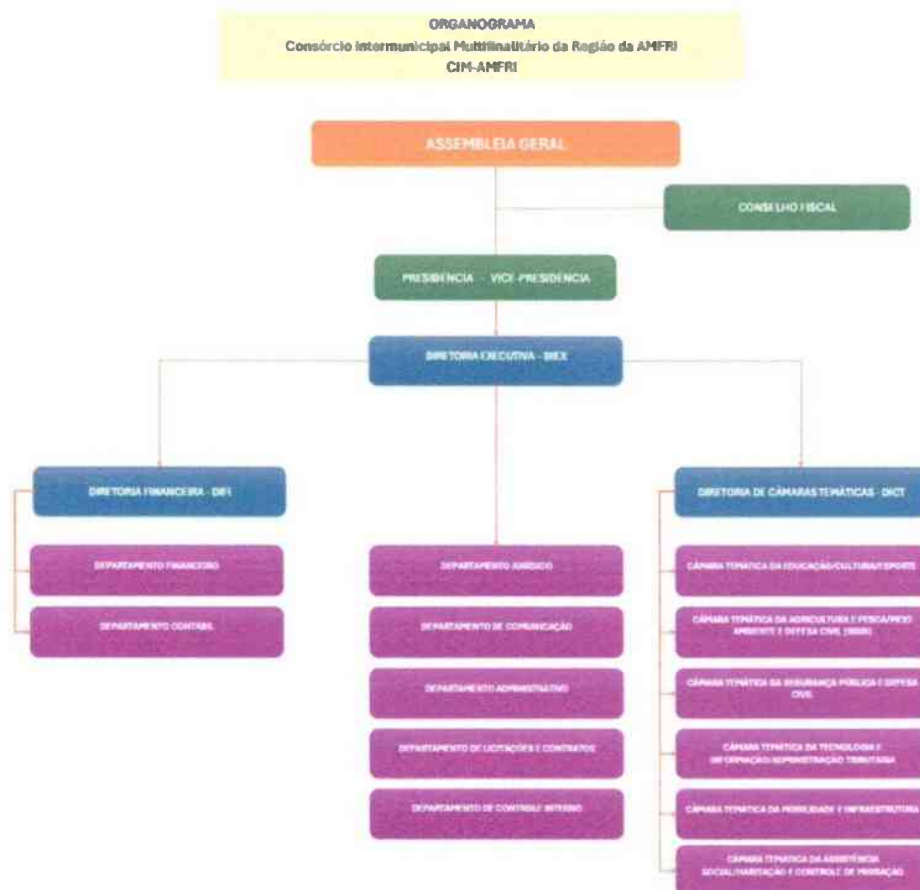 ORGANOGRAMA
Consórcio Intermunicipal Multifinalitário da Região da AMFRI
CIM-AMFRI
ASSEMBLEIA GERAL
CONSELHO FISCAL
PRESIDÊNCIA - VICE-PRESIDÊNCIA
DIRETORIA EXECUTIVA - DIEX
DIRETORIA FINANCEIRA - DIFI
DIRETORIA DE CÂMARAS TEMÁTICAS - DICT
DEPARTAMENTO FINANCEIRO
DEPARTAMENTO JURÍDICO
CÂMARA TEMÁTICA DA EDUCAÇÃO/CULTURA/ESPORTE
DEPARTAMENTO CONTÁBIL
DEPARTAMENTO DE COMUNICAÇÃO
CÂMARA TEMÁTICA DA AGRICULTURA E PESCA/MEIO
AMBIENTE E DEFESA CIVIL
DEPARTAMENTO ADMINISTRATIVO
CÂMARA TEMÁTICA DA SEGURANÇA PÚBLICA E DEFESA
CIVIL
DEPARTAMENTO DE LICITAÇÕES E CONTRATOS
CÂMARA TEMÁTICA DA TECNOLOGIA E
INFORMAÇÃO/ADMINISTRAÇÃO TRIBUTÁRIA
DEPARTAMENTO DE CONTROLE INTERNO
CÂMARA TEMÁTICA DA MOBILIDADE E INFRAESTRUTURA
CÂMARA TEMÁTICA DA ASSISTÊNCIA
SOCIAL/HABITAÇÃO E CONTROLE DE MIGRAÇÃO